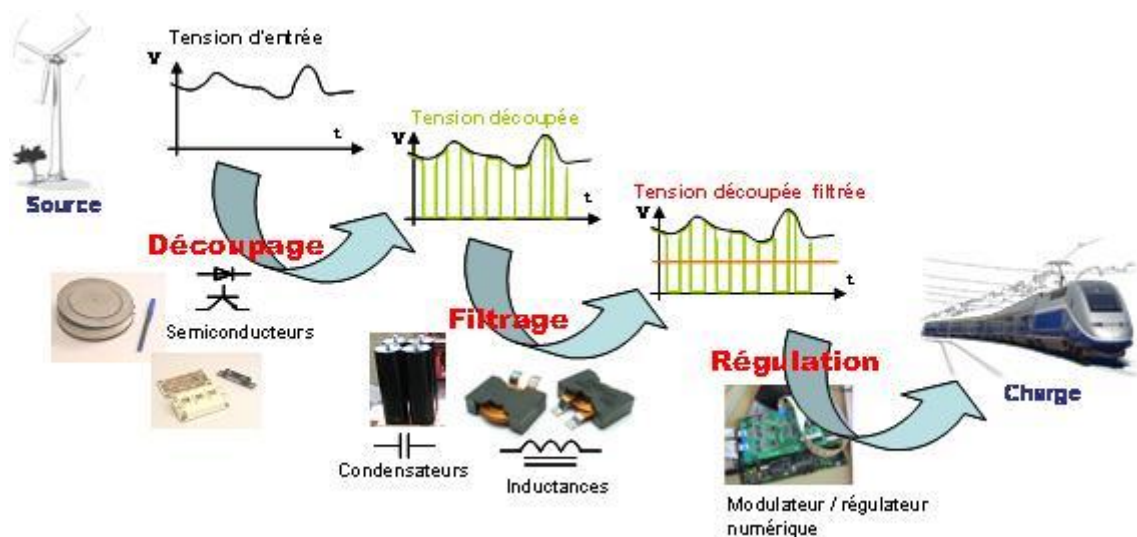 Tension d'entrée
V
t
Source
Tension découpée
V
t
Découpage
Semiconducteurs
Tension découpée filtrée
V
t
Filtrage
Condensateurs
Inductances
Régulation
Charge
Modulateur / régulateur
numérique